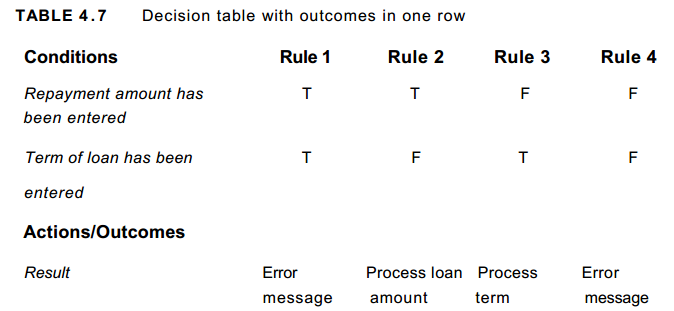 TABLE 4.7 Decision table with outcomes in one row
Conditions Rule 1 Rule 2 Rule 3 Rule 4
Repayment amount has T T F F
been entered
Term of loan has been T F T F
entered
Actions/Outcomes
Result Error Process loan Process Error
message amount term message